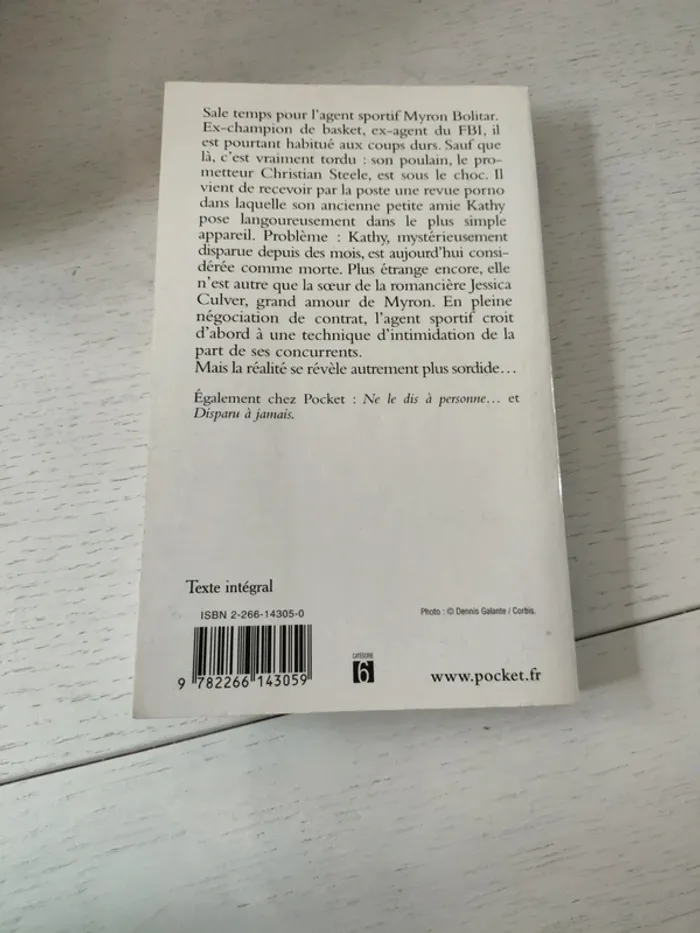 Sale temps pour l'agent sportif Myron Bolitar.
Ex-champion de basket, ex-agent du FBI, il
est pourtant habitué aux coups durs. Sauf que
là, c'est vraiment tordu : son poulain, le pro-
metteur Christian Steele, est sous le choc. Il
vient de recevoir par la poste une revue porno
dans laquelle son ancienne petite amie Kathy
pose langoureusement dans le plus simple
appareil. Problème : Kathy, mystérieusement
disparue depuis des mois, est aujourd'hui consi-
dérée comme morte. Plus étrange encore, elle
n'est autre que la sœur de la romancière Jessica
Culver, grand amour de Myron. En pleine
négociation de contrat, l'agent sportif croit
d'abord à une technique d'intimidation de la
part de ses concurrents.
Mais la réalité se révèle autrement plus sordide…
Également chez Pocket : Ne le dis à personne… et
Disparu à jamais.
Texte intégral
ISBN 2-266-14305-0
Photo : © Dennis Galante / Corbis.
CATÉGORIE
6
9 782266 143059
www.pocket.fr